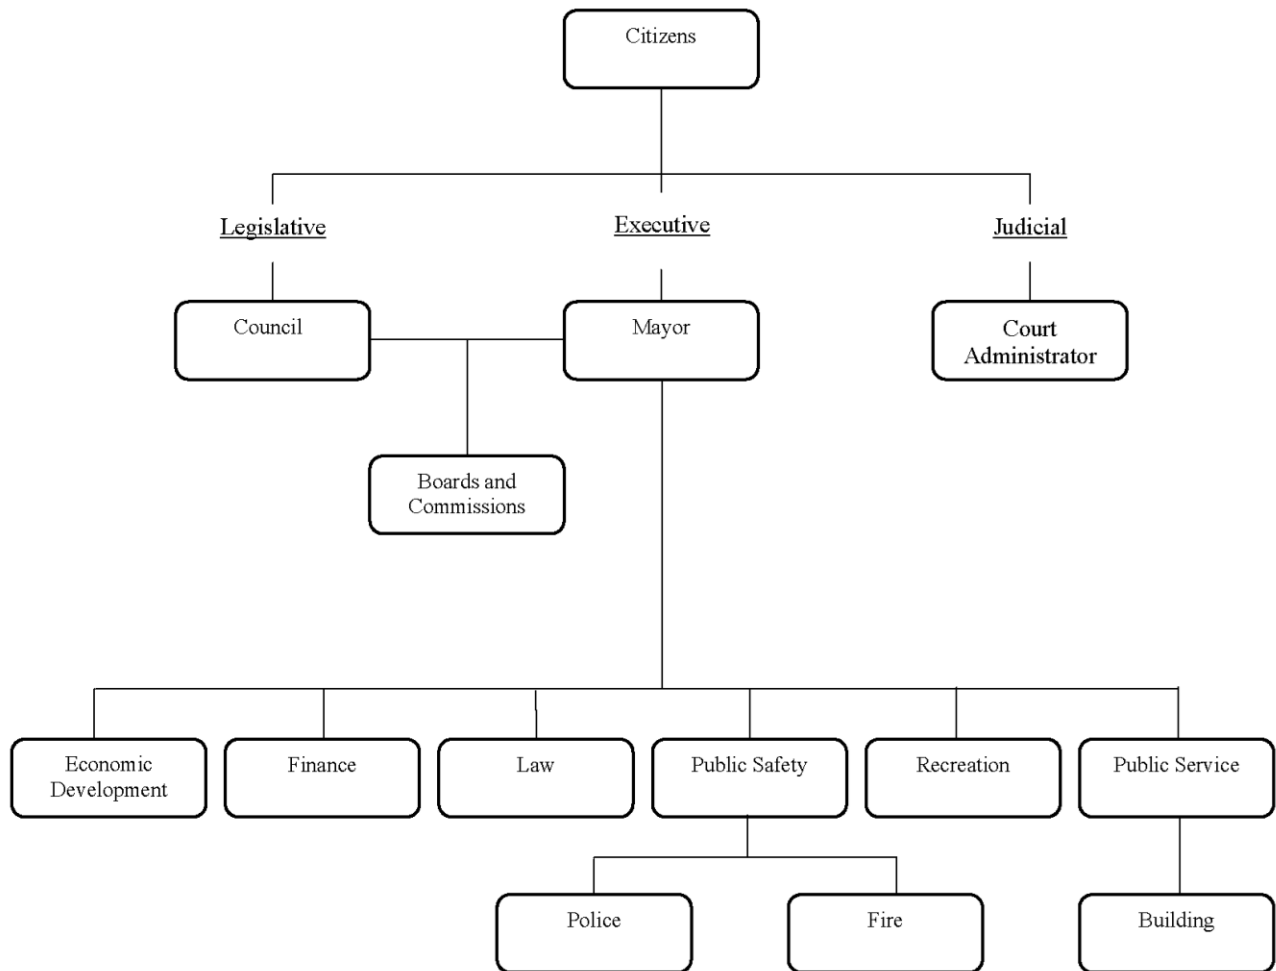 Citizens
Legislative
Executive
Judicial
Council
Mayor
Court
Administrator
Boards and
Commissions
Economic
Development
Finance
Law
Public Safety
Recreation
Public Service
Police
Fire
Building